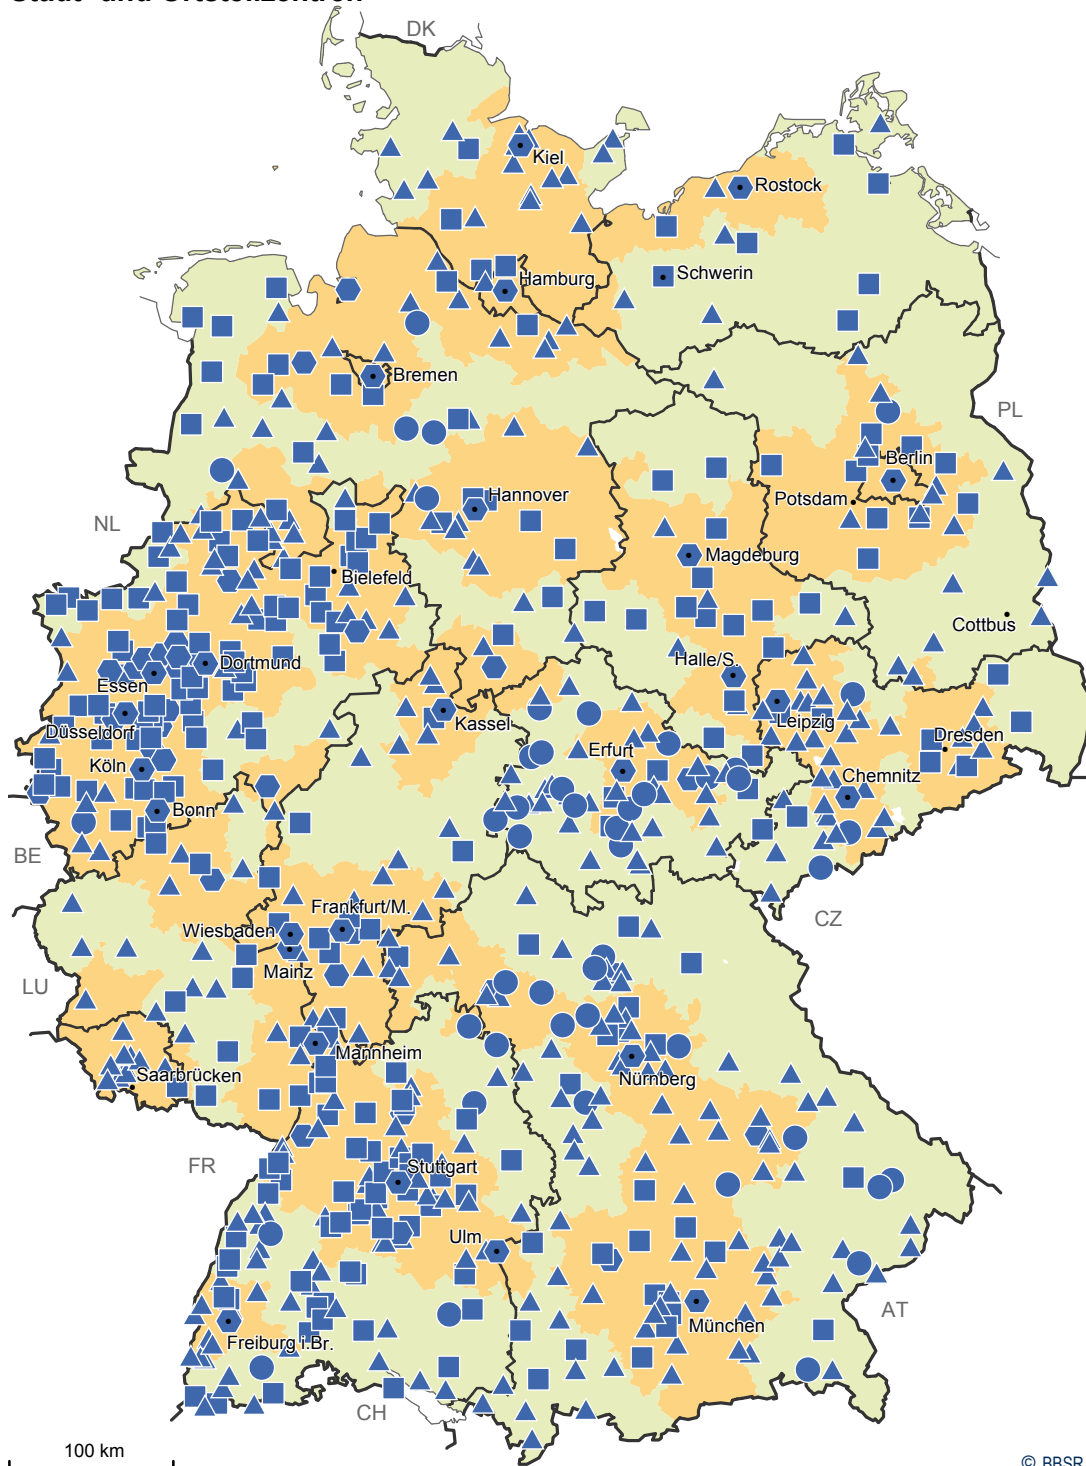 Stadt- und Ortsteilzentren
DK
Kiel
Rostock
Hamburg
Schwerin
Bremen
PL
Berlin
Hannover
Potsdam
NL
Magdeburg
Bielefeld
Cottbus
Dortmund
Halle/S.
Essen
Kassel
Leipzig
Düsseldorf
Dresden
Erfurt
Köln
Chemnitz
Bonn
BE
Frankfurt/M.
CZ
Wiesbaden
Mainz
LU
Mannheim
Saarbrücken
Nürnberg
FR
Stuttgart
Ulm
AT
München
Freiburg i.Br.
CH
100 km
© BBSR